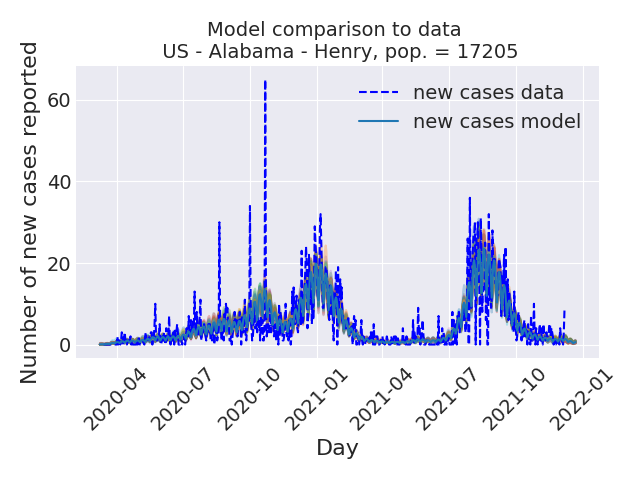 Model comparison to data
US - Alabama - Henry, pop. = 17205
Number of new cases reported
60
40
20
0
new cases data
new cases model
2020-04
2020-07
2020-10
2021-01
2021-04
2021-07
2021-10
2022-01
Day